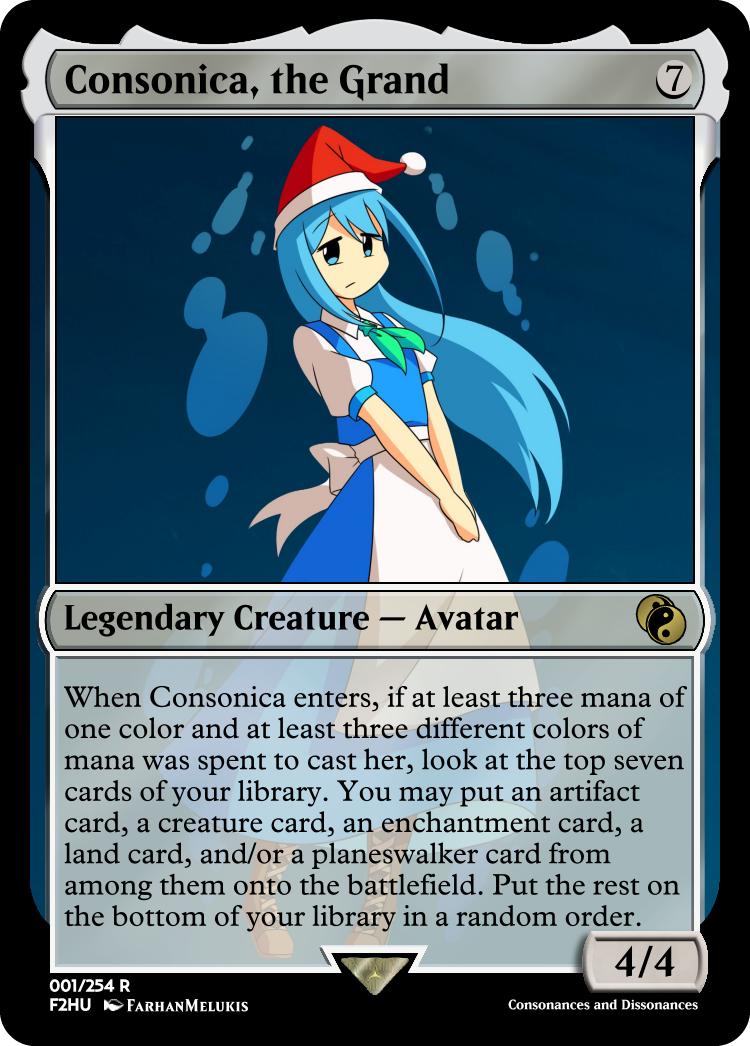 Consonica, the Grand 7
Legendary Creature — Avatar
When Consonica enters, if at least three mana of
one color and at least three different colors of
mana was spent to cast her, look at the top seven
cards of your library. You may put an artifact
card, a creature card, an enchantment card, a
land card, and/or a planeswalker card from
among them onto the battlefield. Put the rest on
the bottom of your library in a random order.
4/4
001/254 R
F2HU FarhanMelukis
Consonances and Dissonances